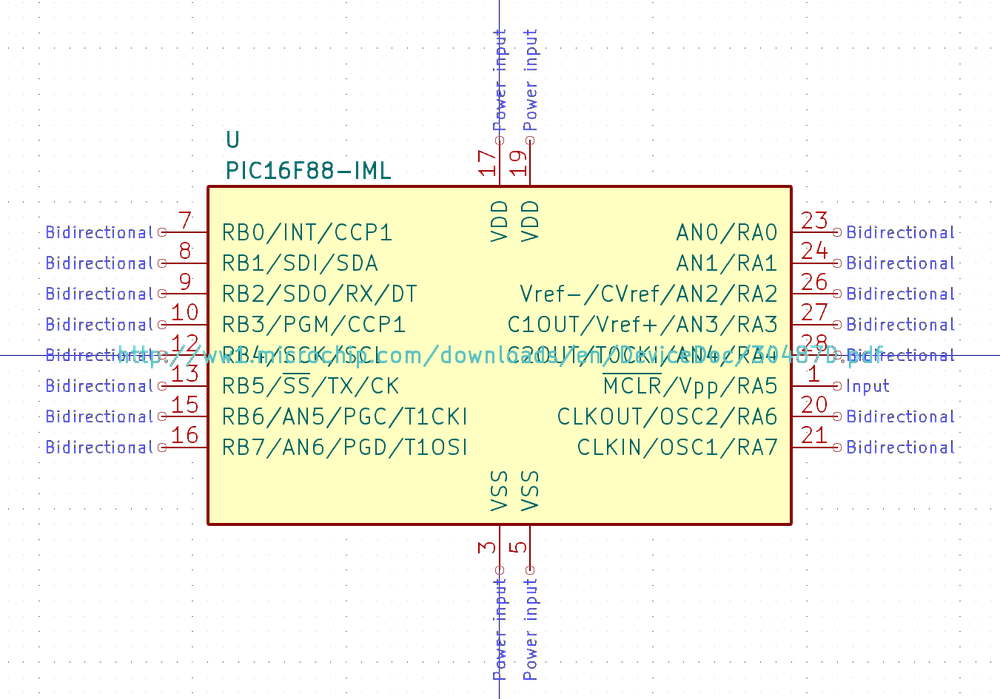 Power input
Power input
U
PIC16F88-IML
17
19
VDD
VDD
Bidirectional 7 RB0/INT/CCP1 AN0/RA0 23 Bidirectional
Bidirectional 8 RB1/SDI/SDA AN1/RA1 24 Bidirectional
Bidirectional 9 RB2/SDO/RX/DT Vref-/CVref/AN2/RA2 26 Bidirectional
Bidirectional 10 RB3/PGM/CCP1 C1OUT/Vref+/AN3/RA3 27 Bidirectional
Bidirectional 12 RB4/SCK/SCL C2OUT/T0CKI/AN4/RA4 28 Bidirectional
http://ww1.microchip.com/downloads/en/DeviceDoc/30487D.pdf
Bidirectional 13 RB5/SS/TX/CK MCLR/Vpp/RA5 1 Input
Bidirectional 15 RB6/AN5/PGC/T1CKI CLKOUT/OSC2/RA6 20 Bidirectional
Bidirectional 16 RB7/AN6/PGD/T1OSI CLKIN/OSC1/RA7 21 Bidirectional
VSS
VSS
3
5
Power input
Power input